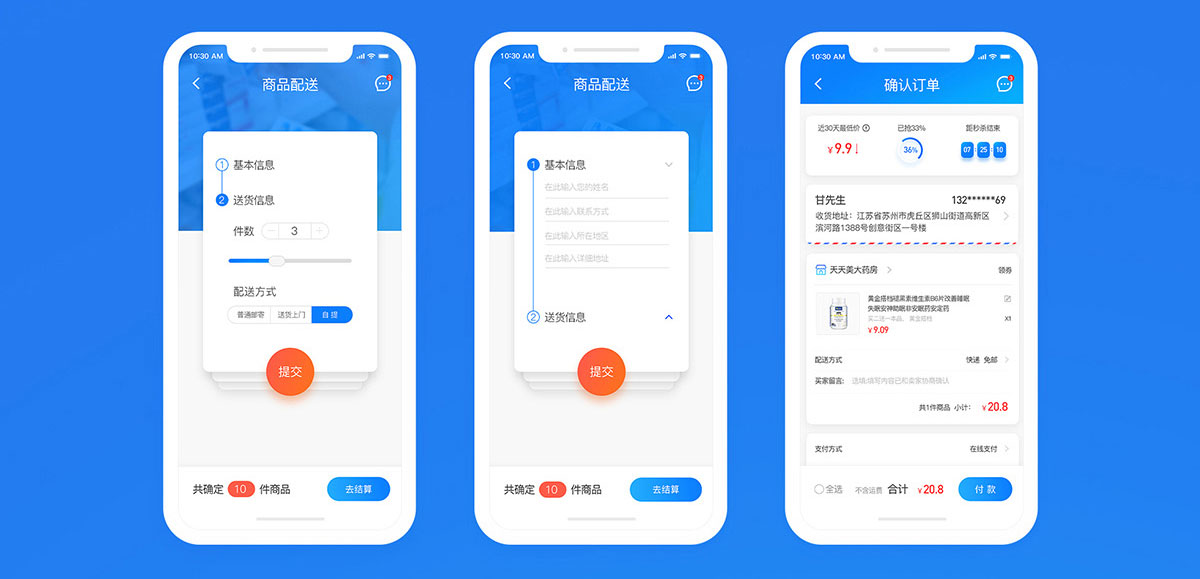 10:30 AM
商品配送
3
1 基本信息
2 送货信息
件数 － 3 ＋
配送方式
普通邮寄 送货上门 自 提
提交
共确定 10 件商品 去结算
10:30 AM
商品配送
3
1 基本信息
在此输入您的姓名
在此输入联系方式
在此输入所在地区
在此输入详细地址
2 送货信息
提交
共确定 10 件商品 去结算
10:30 AM
确认订单
3
近30天最低价 已抢33% 距秒杀结束
¥9.9↓ 36% 07:25:10
甘先生 132******69
收货地址：江苏省苏州市虎丘区狮山街道高新区
滨河路1388号创意街区一号楼
天天美大药房 领券
黄金搭档褪黑素维生素B6片改善睡眠
失眠安神助眠非安眠药安定药
买二送一本品， 黄金搭档 X1
¥9.09
配送方式 快递 免邮
买家留言: 选填:填写内容已和卖家协商确认
共1件商品 小计: ¥20.8
支付方式 在线支付
全选 不含运费 合计 ¥20.8 付 款